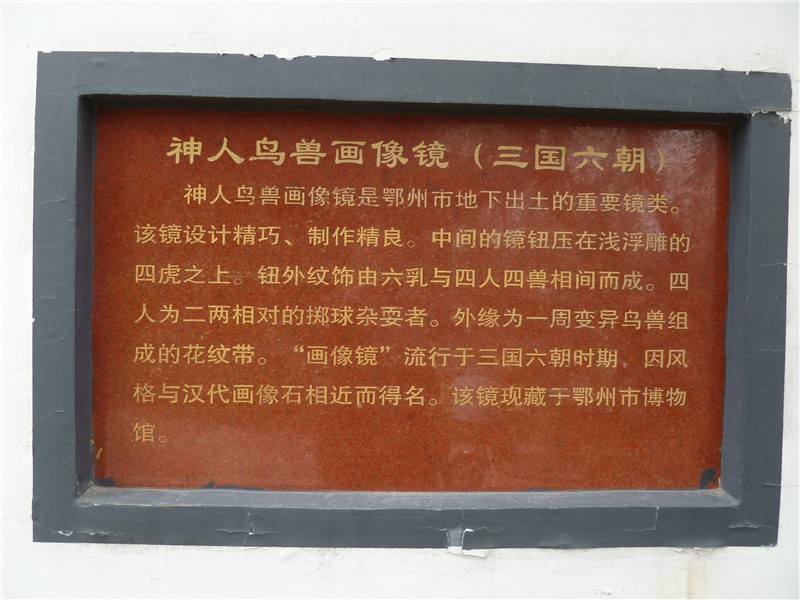 神人鸟兽画像镜（三国六朝）
神人鸟兽画像镜是鄂州市地下出土的重要镜类。
该镜设计精巧、制作精良。中间的镜钮压在浅浮雕的
四虎之上。钮外纹饰由六乳与四人四兽相间而成。四
人为二两相对的掷球杂耍者。外缘为一周变异鸟兽组
成的花纹带。“画像镜”流行于三国六朝时期，因风
格与汉代画像石相近而得名。该镜现藏于鄂州市博物
馆。